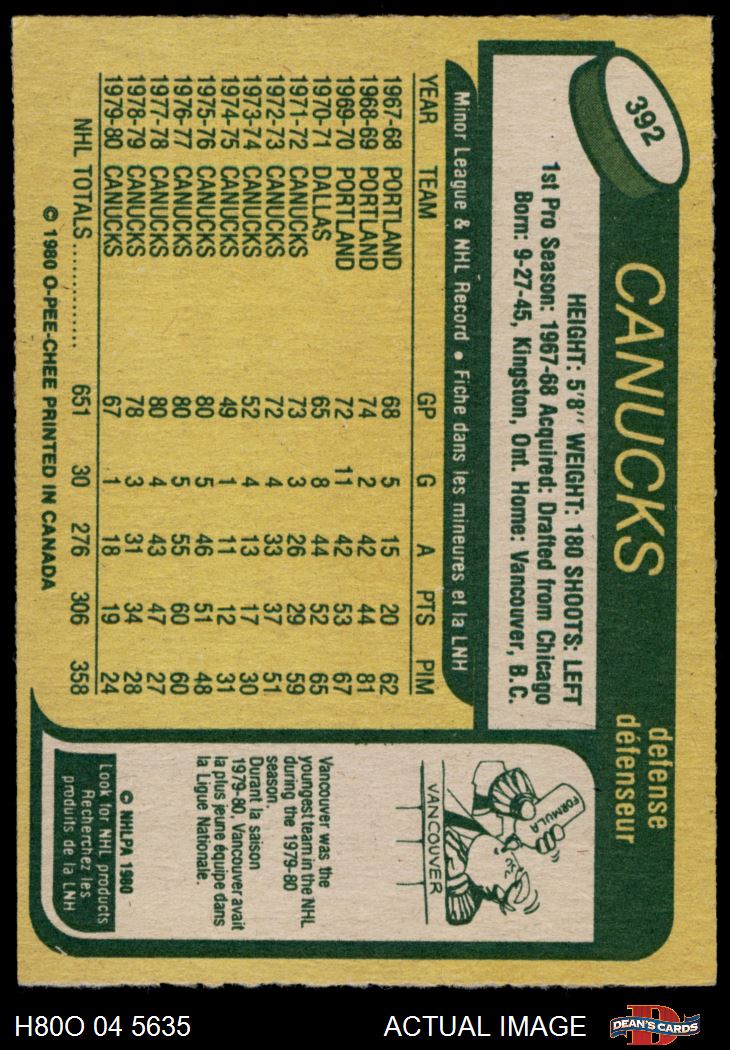 392
CANUCKS
defense
défenseur
HEIGHT: 5'8'' WEIGHT: 180 SHOOTS: LEFT
1st Pro Season: 1967-68 Acquired: Drafted from Chicago
Born: 9-27-45, Kingston, Ont. Home: Vancouver, B.C.
Minor League & NHL Record • Fiche dans les mineures et la LNH
YEAR TEAM GP G A PTS PIM
1967-68 PORTLAND 68 5 15 20 62
1968-69 PORTLAND 74 2 42 44 81
1969-70 PORTLAND 72 11 42 53 67
1970-71 DALLAS 65 8 44 52 65
1971-72 CANUCKS 73 3 26 29 59
1972-73 CANUCKS 72 4 33 37 51
1973-74 CANUCKS 52 4 13 17 30
1974-75 CANUCKS 49 1 11 12 31
1975-76 CANUCKS 80 5 46 51 48
1976-77 CANUCKS 80 5 55 60 60
1977-78 CANUCKS 80 4 43 47 27
1978-79 CANUCKS 78 3 31 34 28
1979-80 CANUCKS 67 1 18 19 24
NHL TOTALS ............ 651 30 276 306 358
© 1980 O-PEE-CHEE PRINTED IN CANADA
FORMULA
VANCOUVER
Vancouver was the
youngest team in the NHL
during the 1979-80
season.
Durant la saison
1979-80, Vancouver avait
la plus jeune équipe dans
la Ligue Nationale.
© NHLPA 1980
Look for NHL products
Recherchez les
produits de la LNH
H80O 04 5635
ACTUAL IMAGE
DEAN'S CARDS